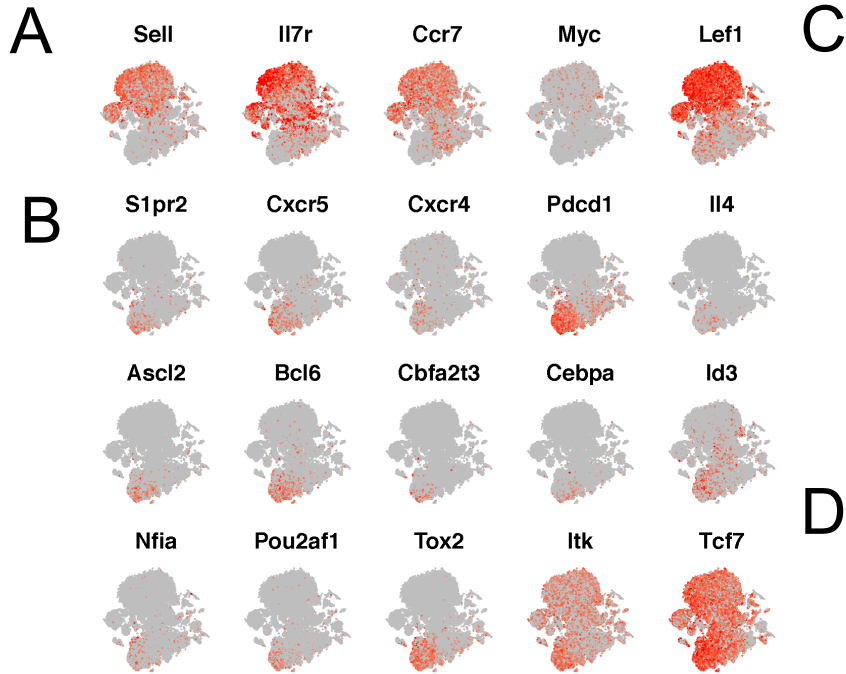 A
Sell Il7r Ccr7 Myc Lef1
C
B
S1pr2 Cxcr5 Cxcr4 Pdcd1 Il4
Ascl2 Bcl6 Cbfa2t3 Cebpa Id3
D
Nfia Pou2af1 Tox2 Itk Tcf7